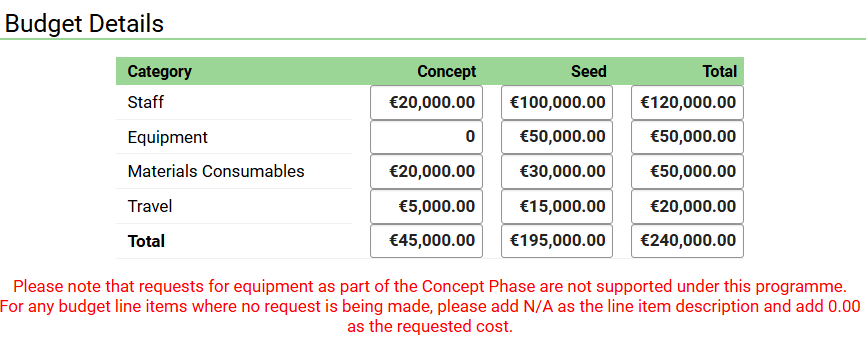 Budget Details
Category Concept Seed Total
Staff €20,000.00 €100,000.00 €120,000.00
Equipment 0 €50,000.00 €50,000.00
Materials Consumables €20,000.00 €30,000.00 €50,000.00
Travel €5,000.00 €15,000.00 €20,000.00
Total €45,000.00 €195,000.00 €240,000.00
Please note that requests for equipment as part of the Concept Phase are not supported under this programme.
For any budget line items where no request is being made, please add N/A as the line item description and add 0.00
as the requested cost.